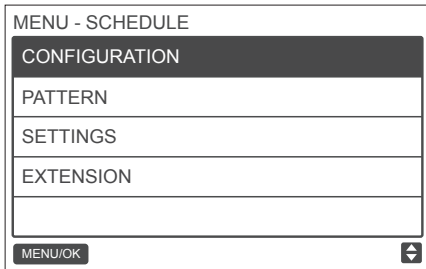 MENU - SCHEDULE
CONFIGURATION
PATTERN
SETTINGS
EXTENSION
MENU/OK